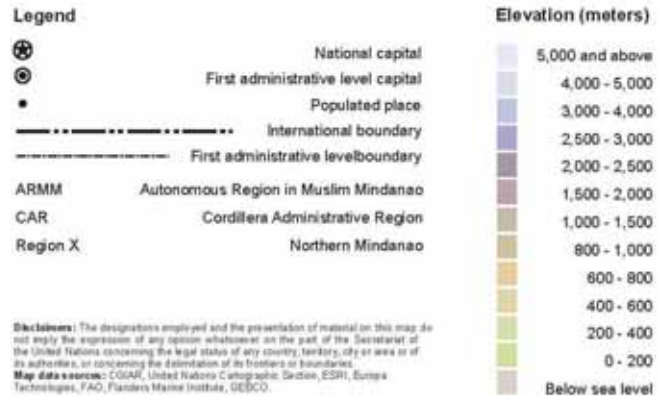 Legend
National capital
First administrative level capital
Populated place
International boundary
First administrative levelboundary
ARMM Autonomous Region in Muslim Mindanao
CAR Cordillera Administrative Region
Region X Northern Mindanao
Disclaimers: The designations employed and the presentation of material on this map do
not imply the expression of any opinion whatsoever on the part of the Secretariat of
the United Nations concerning the legal status of any country, territory, city or area or of
its authorities, or concerning the delimitation of its frontiers or boundaries.
Map data sources: CGIAR, United Nations Cartographic Section, ESRI, Europa
Technologies, FAO, Flanders Marine Institute, GEBCO.
Elevation (meters)
5,000 and above
4,000 - 5,000
3,000 - 4,000
2,500 - 3,000
2,000 - 2,500
1,500 - 2,000
1,000 - 1,500
800 - 1,000
600 - 800
400 - 600
200 - 400
0 - 200
Below sea level